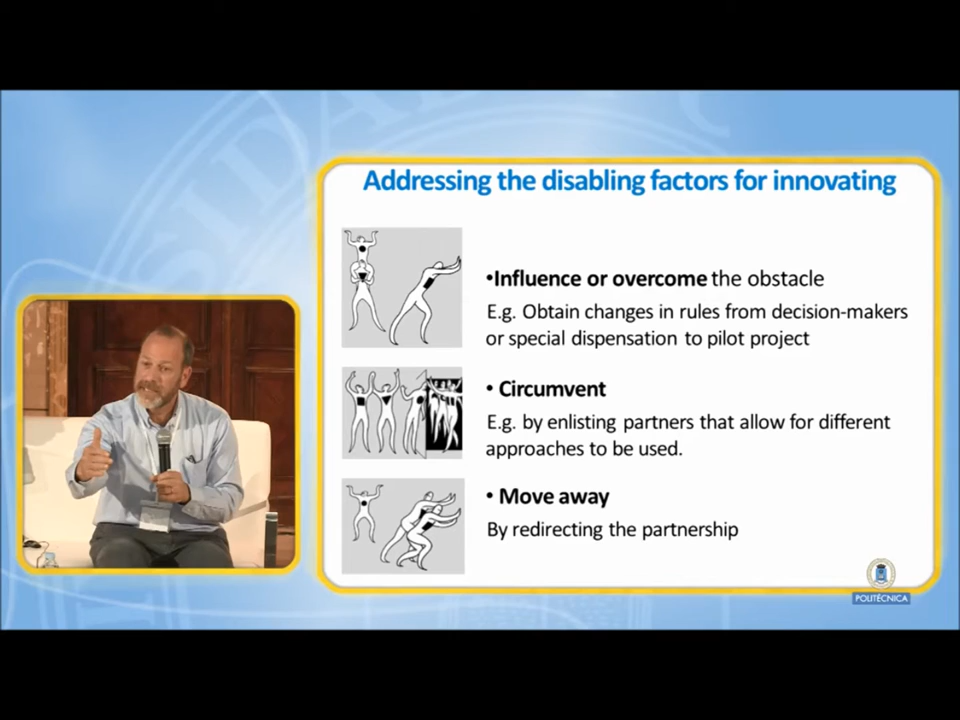 Addressing the disabling factors for innovating
•Influence or overcome the obstacle
E.g. Obtain changes in rules from decision-makers
or special dispensation to pilot project
• Circumvent
E.g. by enlisting partners that allow for different
approaches to be used.
• Move away
By redirecting the partnership
POLITÉCNICA